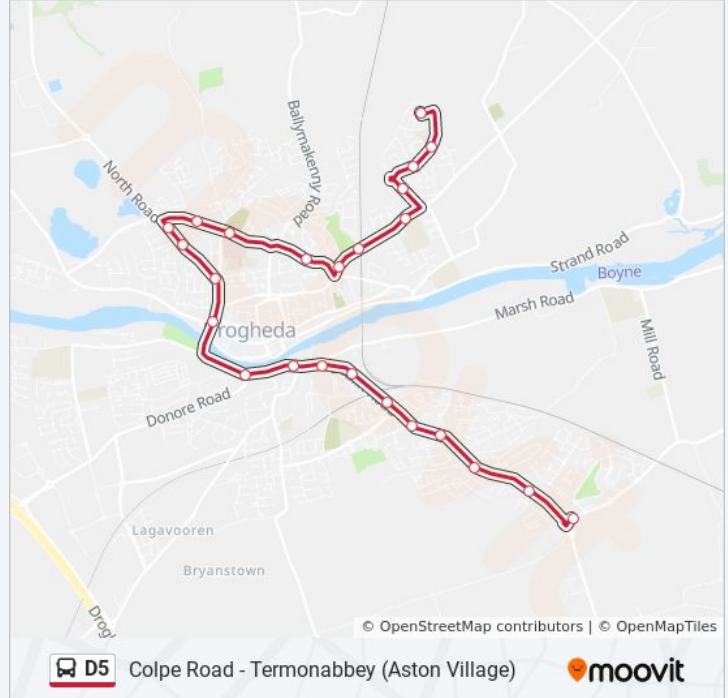 Ballymakenny Road
North Road
Strand Road
Boyne
Marsh Road
rogheda
Mill Road
Donore Road
Lagavooren
Bryanstown
Drogl
© OpenStreetMap contributors | © OpenMapTiles
D5 Colpe Road - Termonabbey (Aston Village) moovit